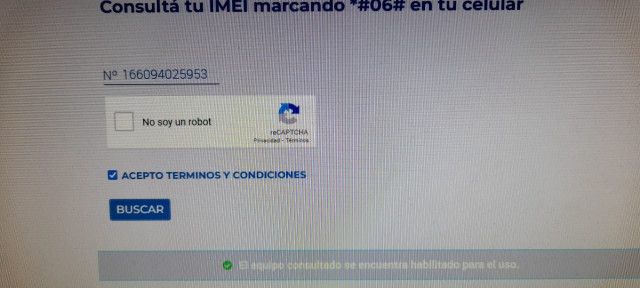 Consultá tu IMEI marcando *#06# en tu celular
Nº 166094025953
No soy un robot
reCAPTCHA
Privacidad - Términos
ACEPTO TERMINOS Y CONDICIONES
BUSCAR
El equipo consultado se encuentra habilitado para el uso.